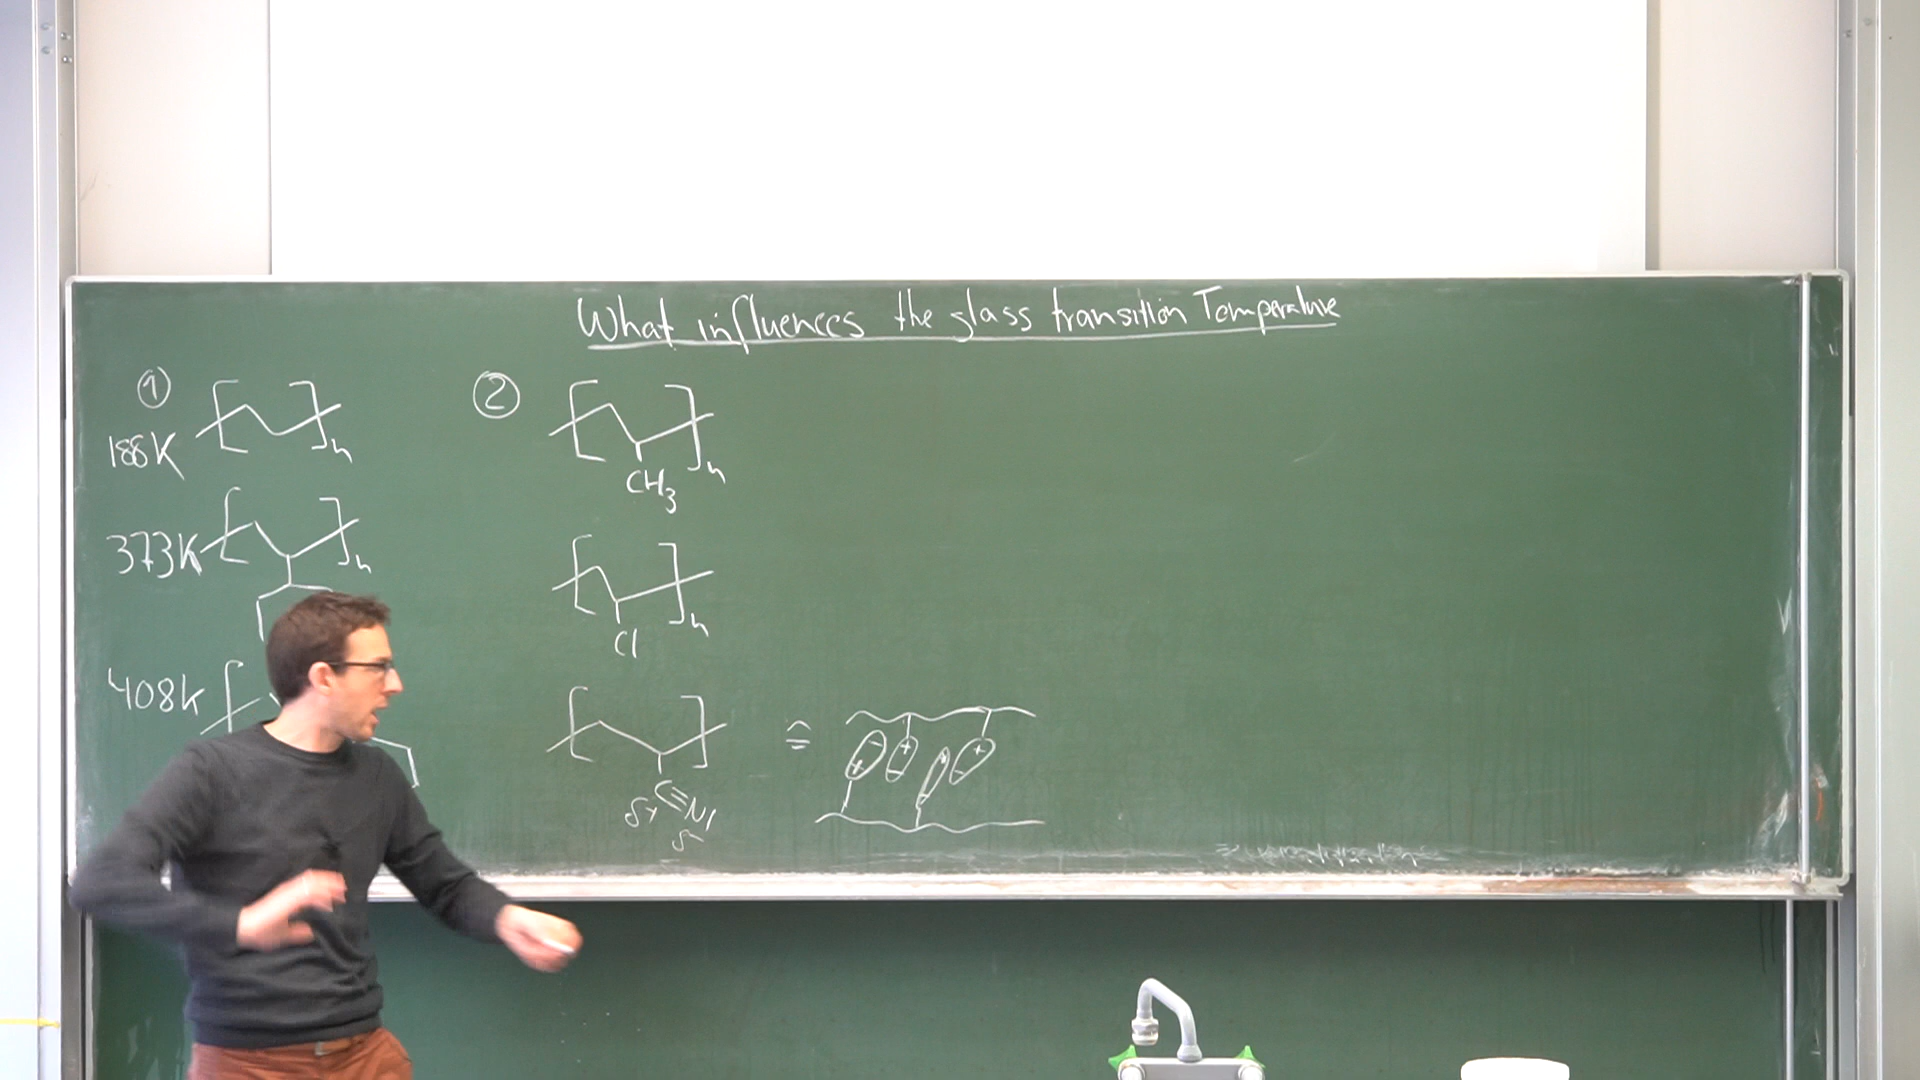 What influences the glass transition Temperature
①
188K
n
373K
n
408K
②
CH3
n
Cl
n
C≡N
δ+
δ-
≙
- + + +
+ - - -